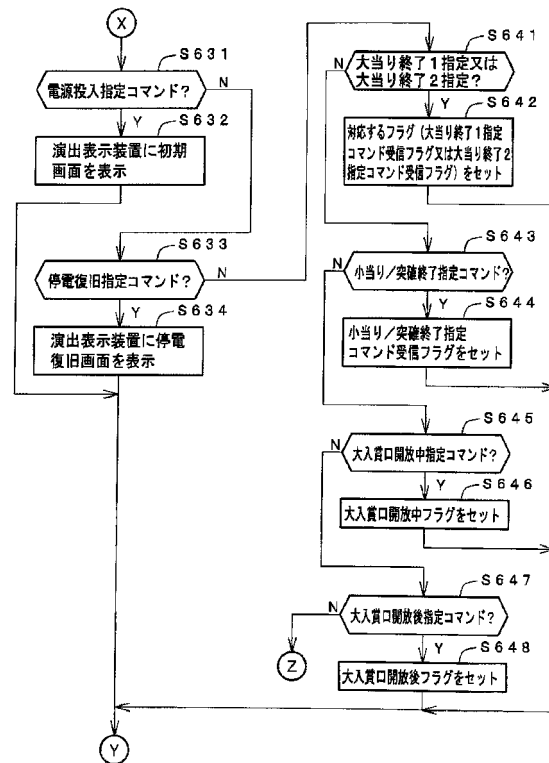 X
S631
電源投入指定コマンド?
N
Y
S632
演出表示装置に初期
画面を表示
S633
停電復旧指定コマンド?
N
Y
S634
演出表示装置に停電
復旧画面を表示
Y
S641
大当り終了1指定又は
大当り終了2指定?
N
Y
S642
対応するフラグ(大当り終了1指定
コマンド受信フラグ又は大当り終了2
指定コマンド受信フラグ)をセット
S643
小当り/突確終了指定コマンド?
N
Y
S644
小当り/突確終了指定
コマンド受信フラグをセット
S645
大入賞口開放中指定コマンド?
N
Y
S646
大入賞口開放中フラグをセット
S647
大入賞口開放後指定コマンド?
N
Z
Y
S648
大入賞口開放後フラグをセット